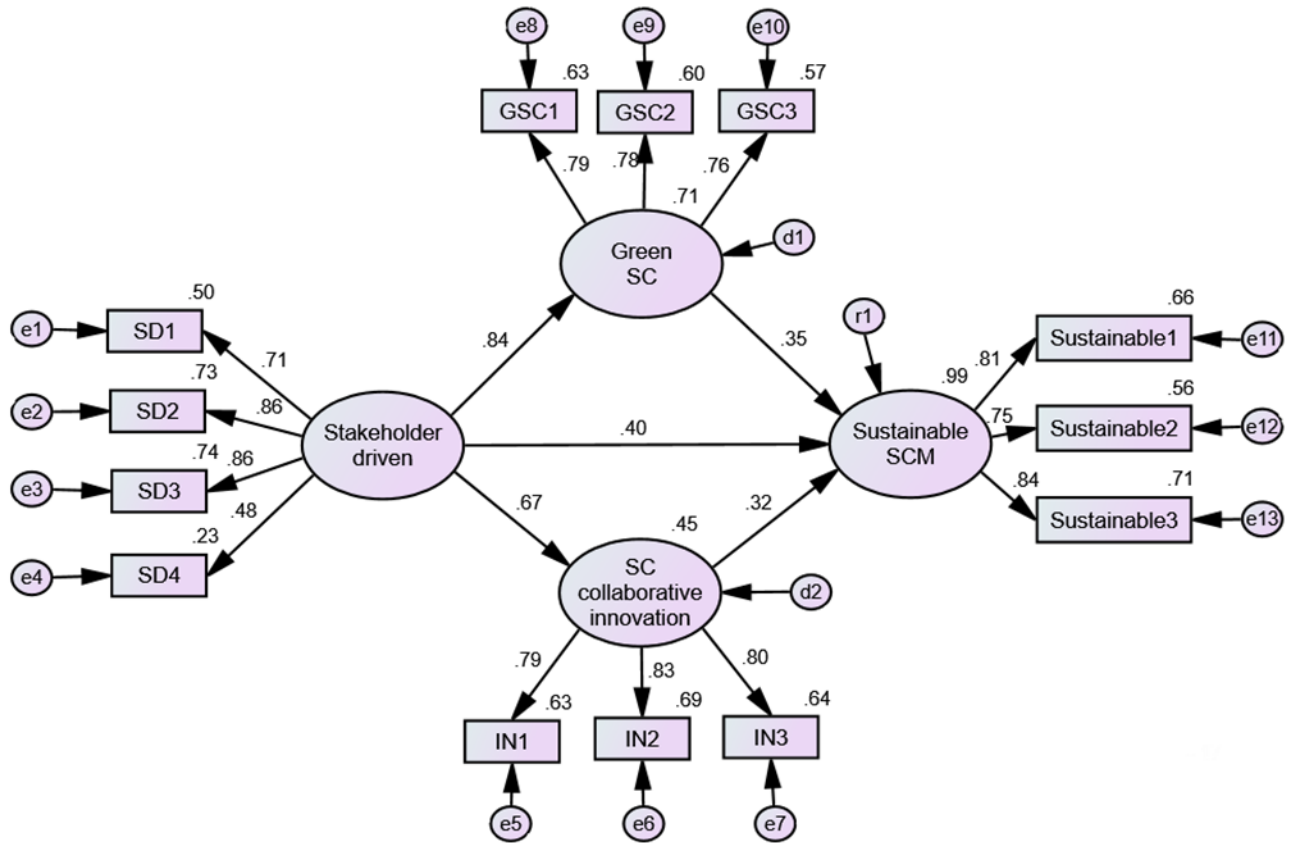 e8
e9
e10
.63
.60
.57
GSC1
GSC2
GSC3
.79
.78
.76
.71
Green
SC
d1
.50
e1
SD1
.71
.84
.35
r1
.66
Sustainable1
e11
.81
.99
.73
e2
SD2
.86
Stakeholder
driven
.40
Sustainable
SCM
.75
.56
Sustainable2
e12
.74
.86
e3
SD3
.48
.67
.32
.84
.71
Sustainable3
e13
.23
e4
SD4
.45
SC
collaborative
innovation
d2
.79
.83
.80
.63
.69
.64
IN1
IN2
IN3
e5
e6
e7